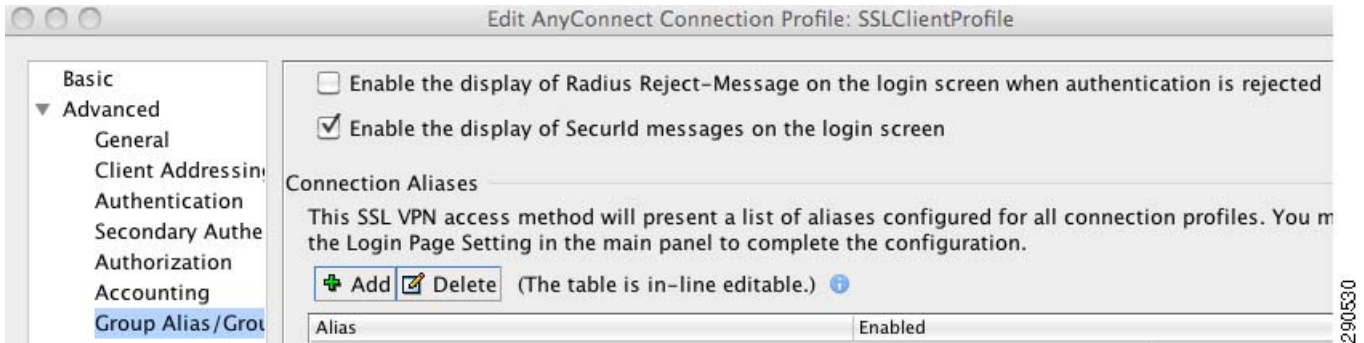 Edit AnyConnect Connection Profile: SSLClientProfile
Basic
Advanced
General
Client Addressing
Authentication
Secondary Authe
Authorization
Accounting
Group Alias/Grou
Enable the display of Radius Reject-Message on the login screen when authentication is rejected
Enable the display of SecurId messages on the login screen
Connection Aliases
This SSL VPN access method will present a list of aliases configured for all connection profiles. You m
the Login Page Setting in the main panel to complete the configuration.
Add Delete (The table is in-line editable.)
Alias Enabled
290530